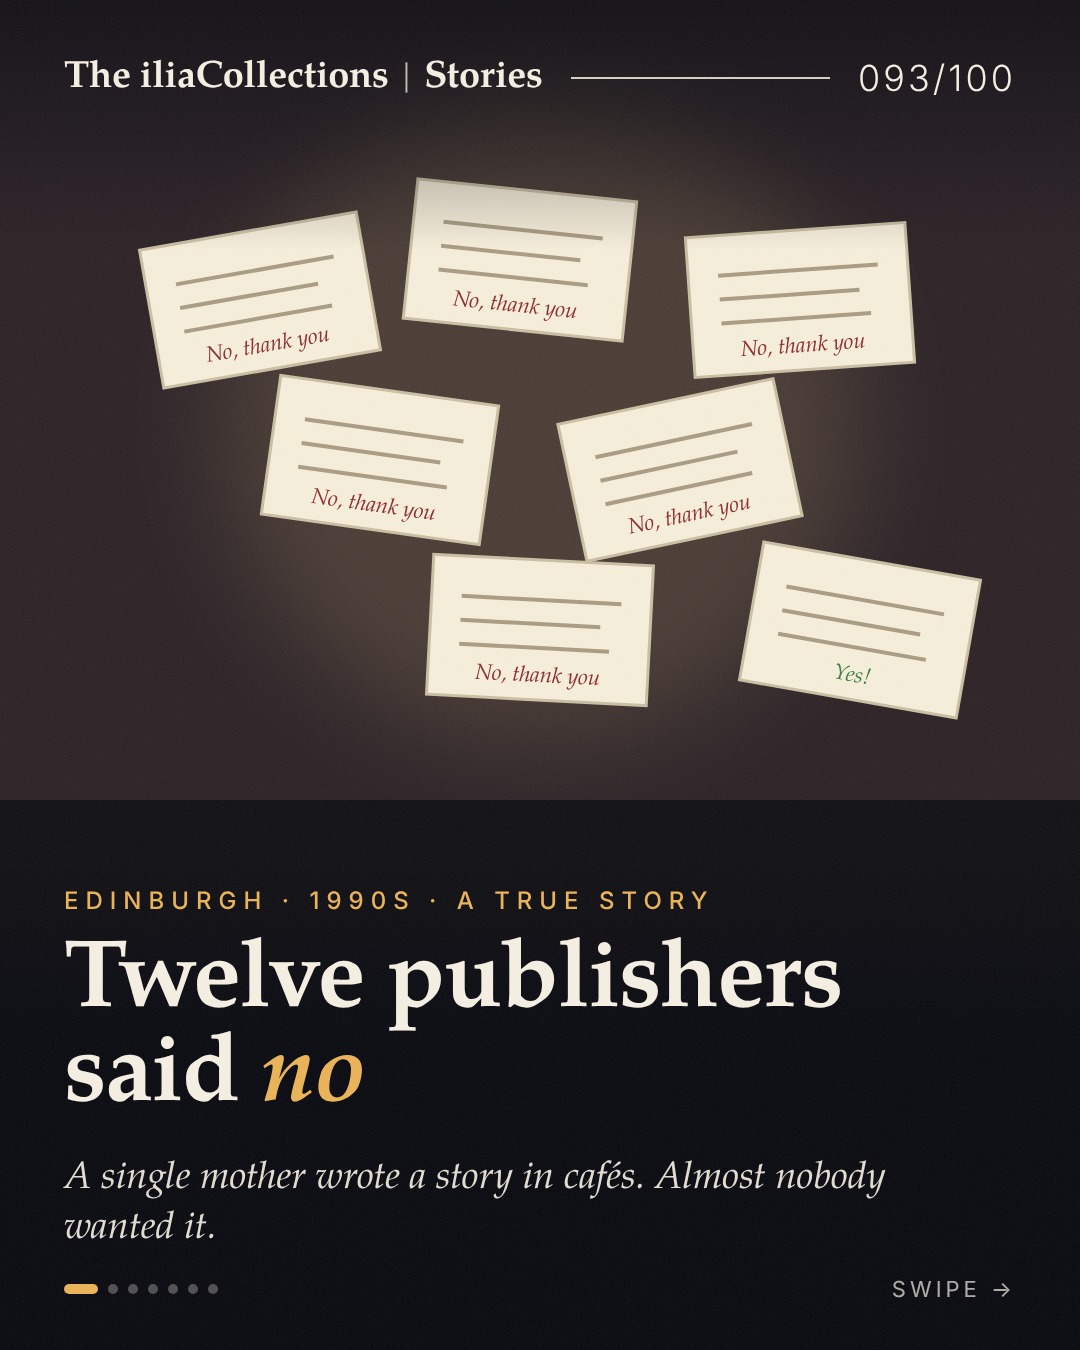 The iliaCollections | Stories
093/100
No, thank you
No, thank you
No, thank you
No, thank you
No, thank you
No, thank you
Yes!
EDINBURGH · 1990S · A TRUE STORY
Twelve publishers
said no
A single mother wrote a story in cafés. Almost nobody
wanted it.
SWIPE →